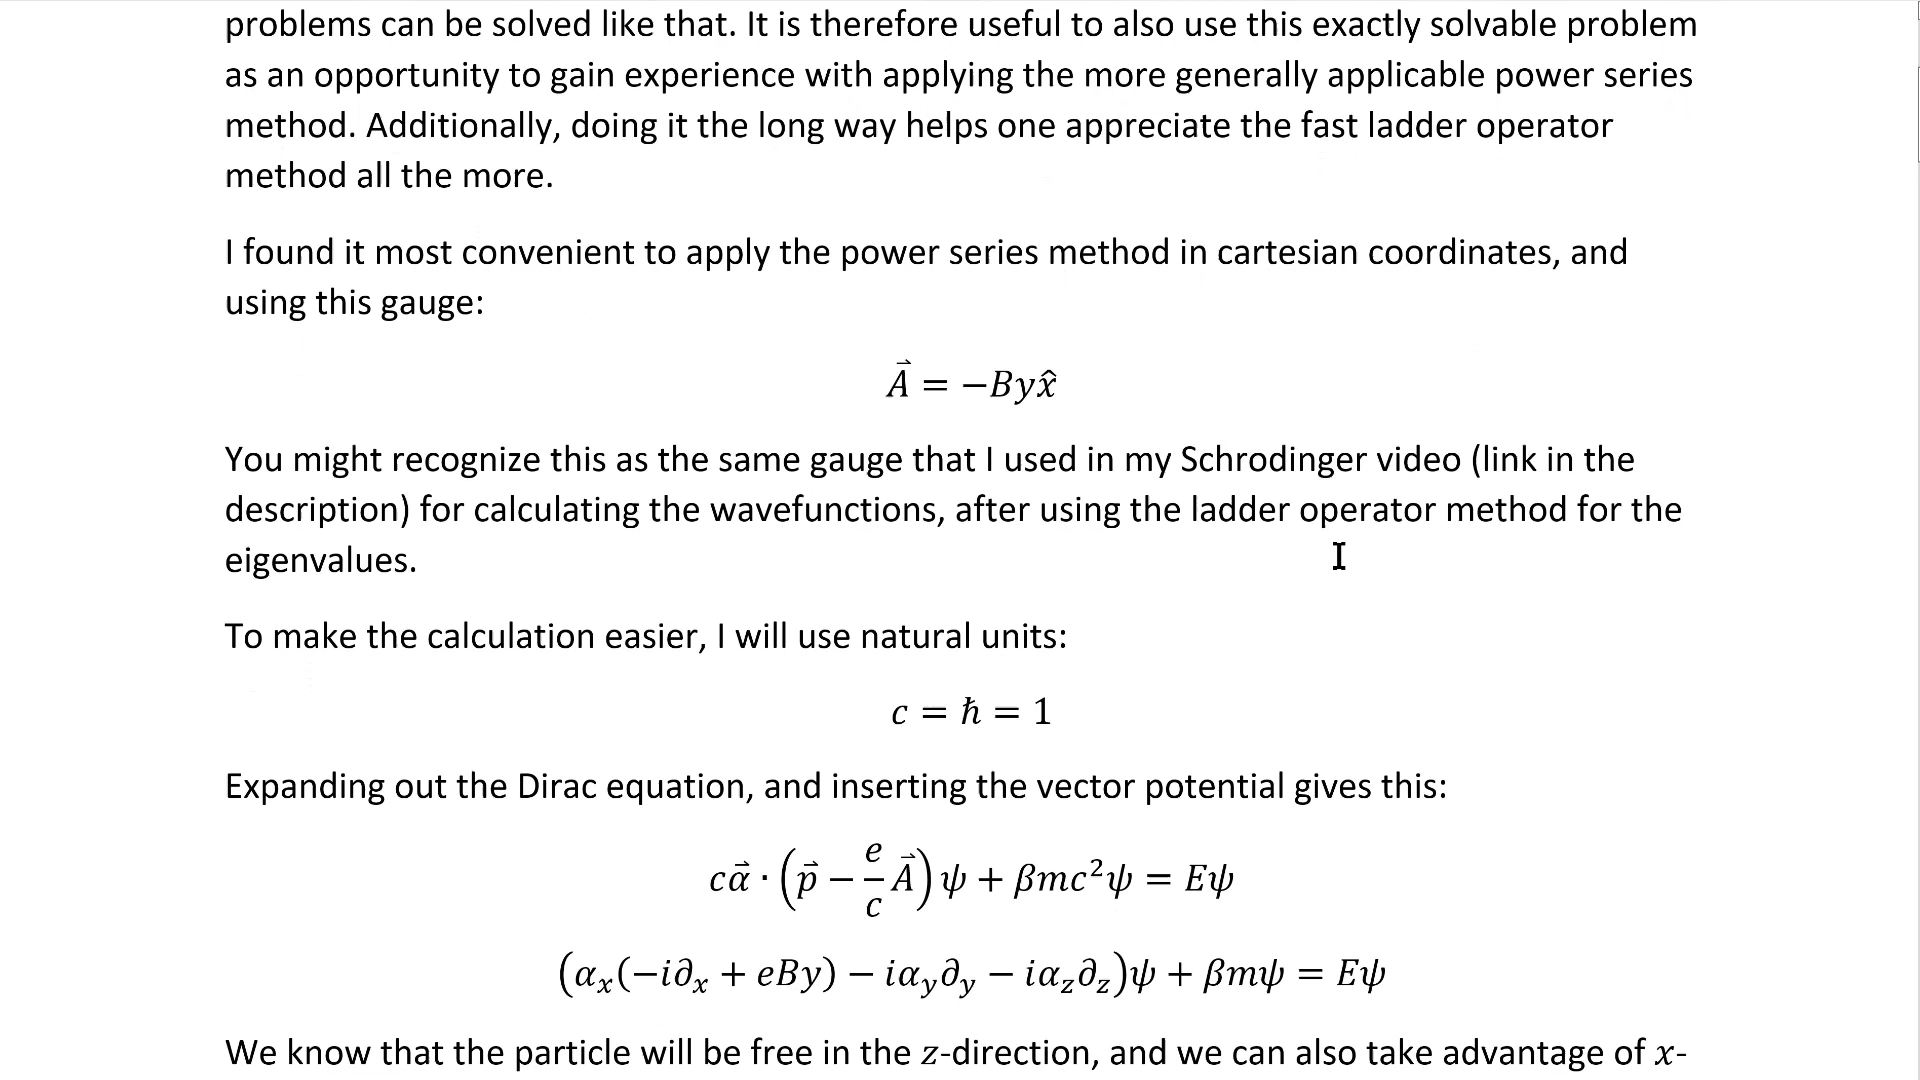 problems can be solved like that. It is therefore useful to also use this exactly solvable problem
as an opportunity to gain experience with applying the more generally applicable power series
method. Additionally, doing it the long way helps one appreciate the fast ladder operator
method all the more.
I found it most convenient to apply the power series method in cartesian coordinates, and
using this gauge:
A⃗ = −Byx̂
You might recognize this as the same gauge that I used in my Schrodinger video (link in the
description) for calculating the wavefunctions, after using the ladder operator method for the
eigenvalues.
To make the calculation easier, I will use natural units:
c = ħ = 1
Expanding out the Dirac equation, and inserting the vector potential gives this:
cα⃗ · (p⃗ − e/c A⃗)ψ + βmc²ψ = Eψ
(αₓ(−i∂ₓ + eBy) − iα_y∂_y − iα_z∂_z)ψ + βmψ = Eψ
We know that the particle will be free in the z-direction, and we can also take advantage of x-